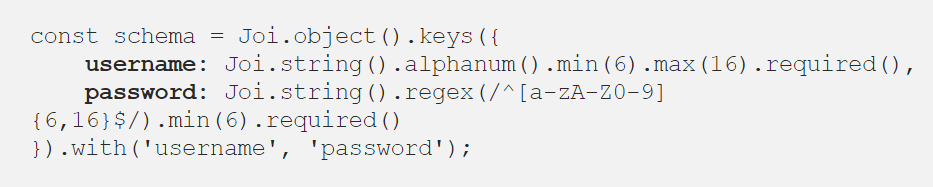 const schema = Joi.object().keys({
    username: Joi.string().alphanum().min(6).max(16).required(),
    password: Joi.string().regex(/^[a-zA-Z0-9]
{6,16}$/).min(6).required()
}).with('username', 'password');